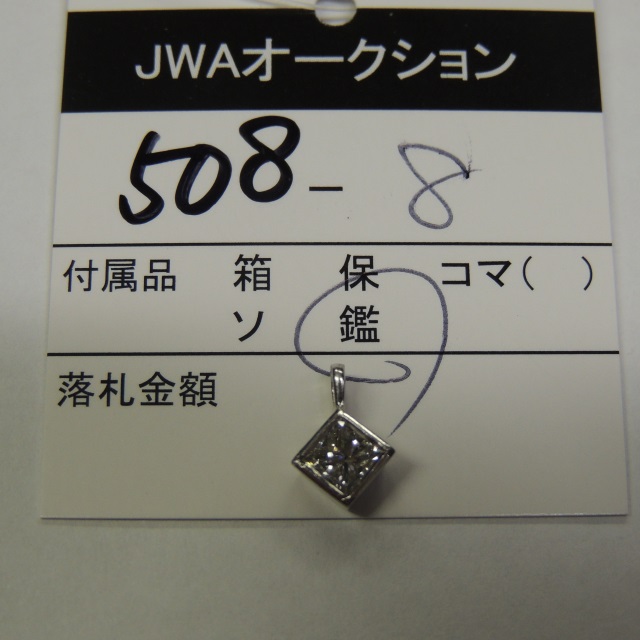 JWAオークション
508-8
付属品 箱 保 コマ( )
ソ 鑑
落札金額